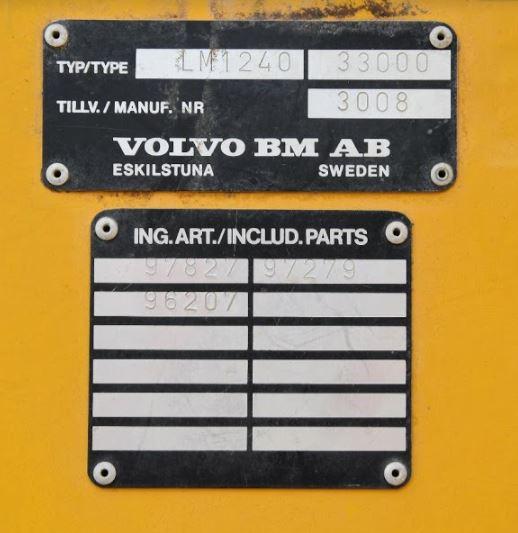 TYP/TYPE LM1240 33000
TILLV./MANUF. NR 3008
VOLVO BM AB
ESKILSTUNA SWEDEN
ING.ART./INCLUD.PARTS
97827 97279
96207